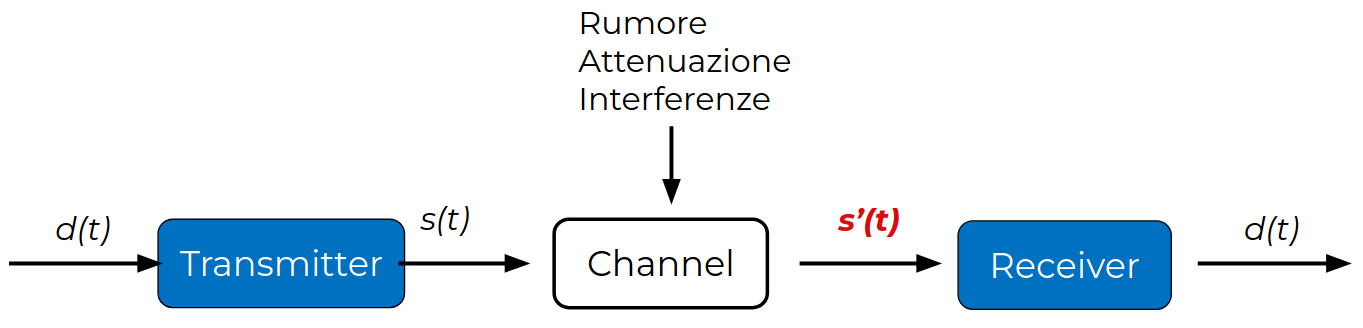 Rumore
Attenuazione
Interferenze
d(t)
Transmitter
s(t)
Channel
s’(t)
Receiver
d(t)